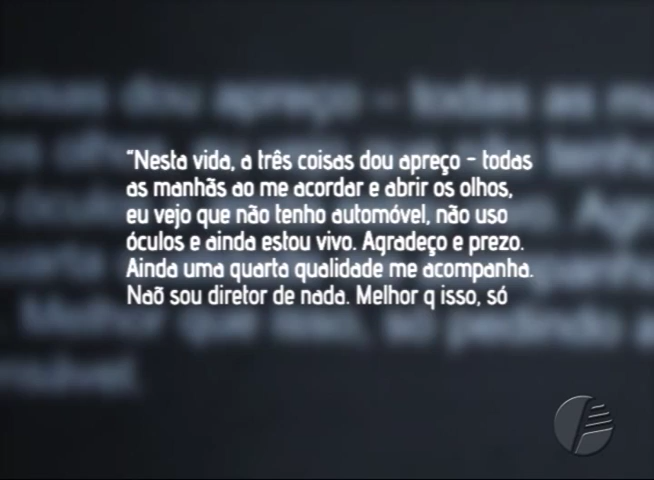 "Nesta vida, a três coisas dou apreço - todas
as manhãs ao me acordar e abrir os olhos,
eu vejo que não tenho automóvel, não uso
óculos e ainda estou vivo. Agradeço e prezo.
Ainda uma quarta qualidade me acompanha.
Naõ sou diretor de nada. Melhor q isso, só